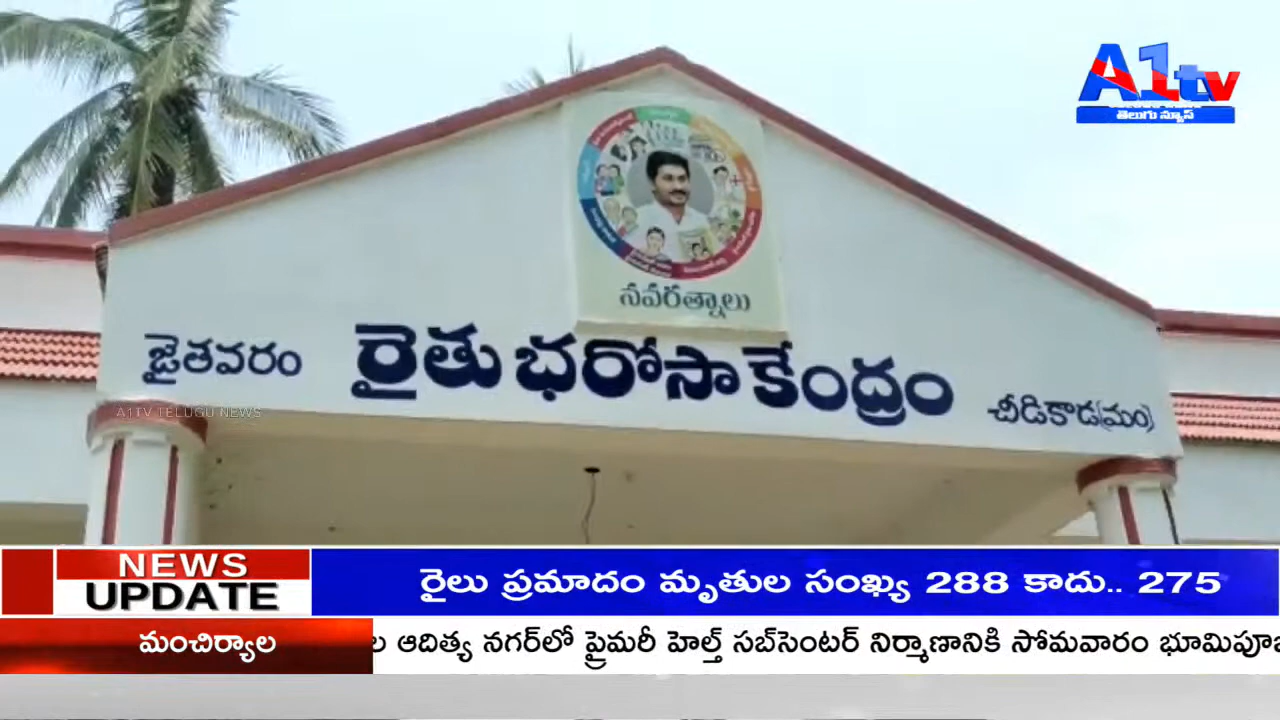 A1tv
తెలుగు న్యూస్
నవరత్నాలు
జైతవరం రైతు భరోసా కేంద్రం చీడికాడ(మం)
A1TV TELUGU NEWS
NEWS
UPDATE
రైలు ప్రమాదం మృతుల సంఖ్య 288 కాదు.. 275
మంచిర్యాల
ల ఆదిత్య నగర్‌లో ప్రైమరీ హెల్త్ సబ్‌సెంటర్ నిర్మాణానికి సోమవారం భూమిపూజ